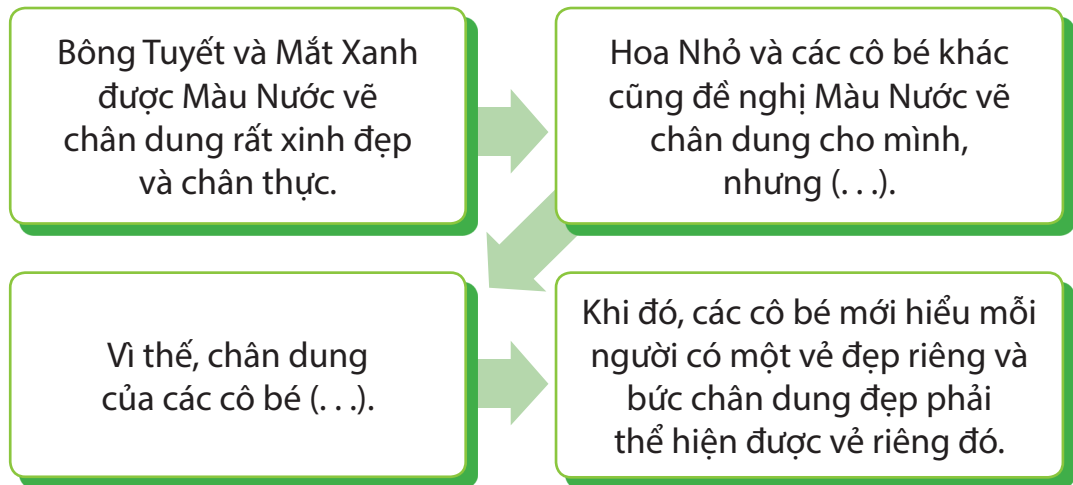 Bông Tuyết và Mắt Xanh
được Màu Nước vẽ
chân dung rất xinh đẹp
và chân thực.
Hoa Nhỏ và các cô bé khác
cũng đề nghị Màu Nước vẽ
chân dung cho mình,
nhưng (. . .).
Vì thế, chân dung
của các cô bé (. . .).
Khi đó, các cô bé mới hiểu mỗi
người có một vẻ đẹp riêng và
bức chân dung đẹp phải
thể hiện được vẻ riêng đó.